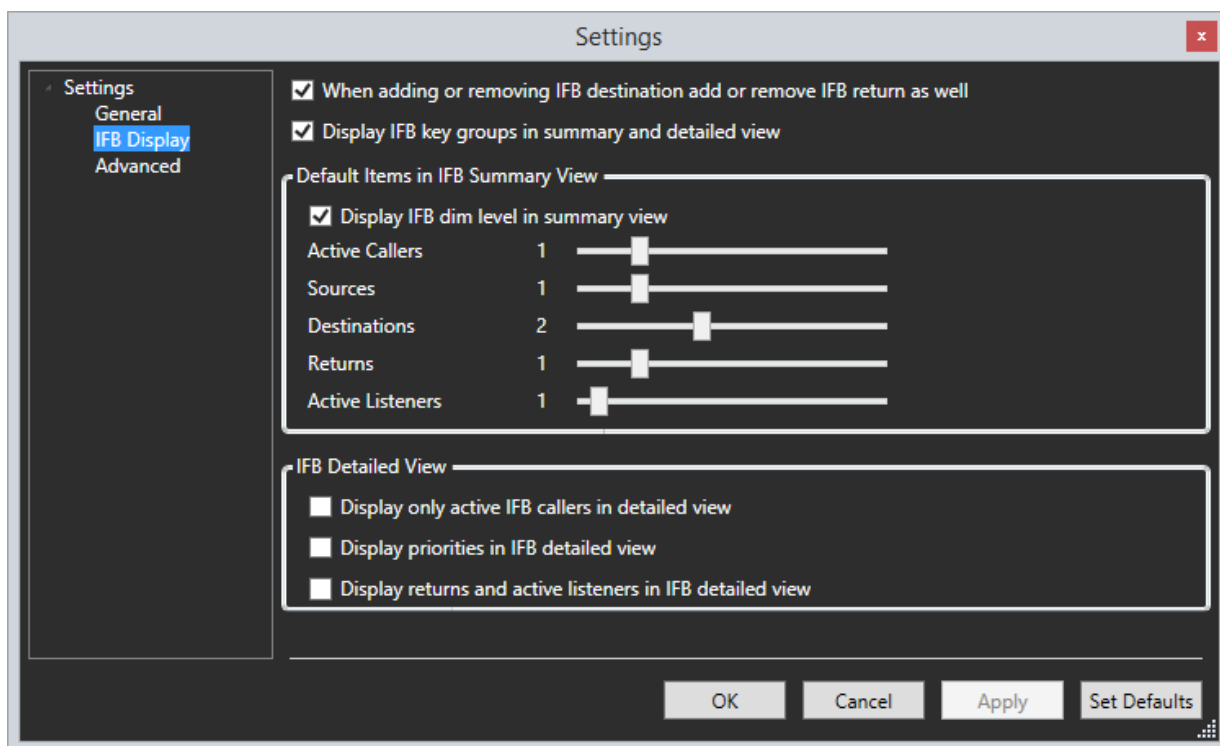 Settings
x
Settings
General
IFB Display
Advanced
When adding or removing IFB destination add or remove IFB return as well
Display IFB key groups in summary and detailed view
Default Items in IFB Summary View
Display IFB dim level in summary view
Active Callers 1
Sources 1
Destinations 2
Returns 1
Active Listeners 1
IFB Detailed View
Display only active IFB callers in detailed view
Display priorities in IFB detailed view
Display returns and active listeners in IFB detailed view
OK Cancel Apply Set Defaults